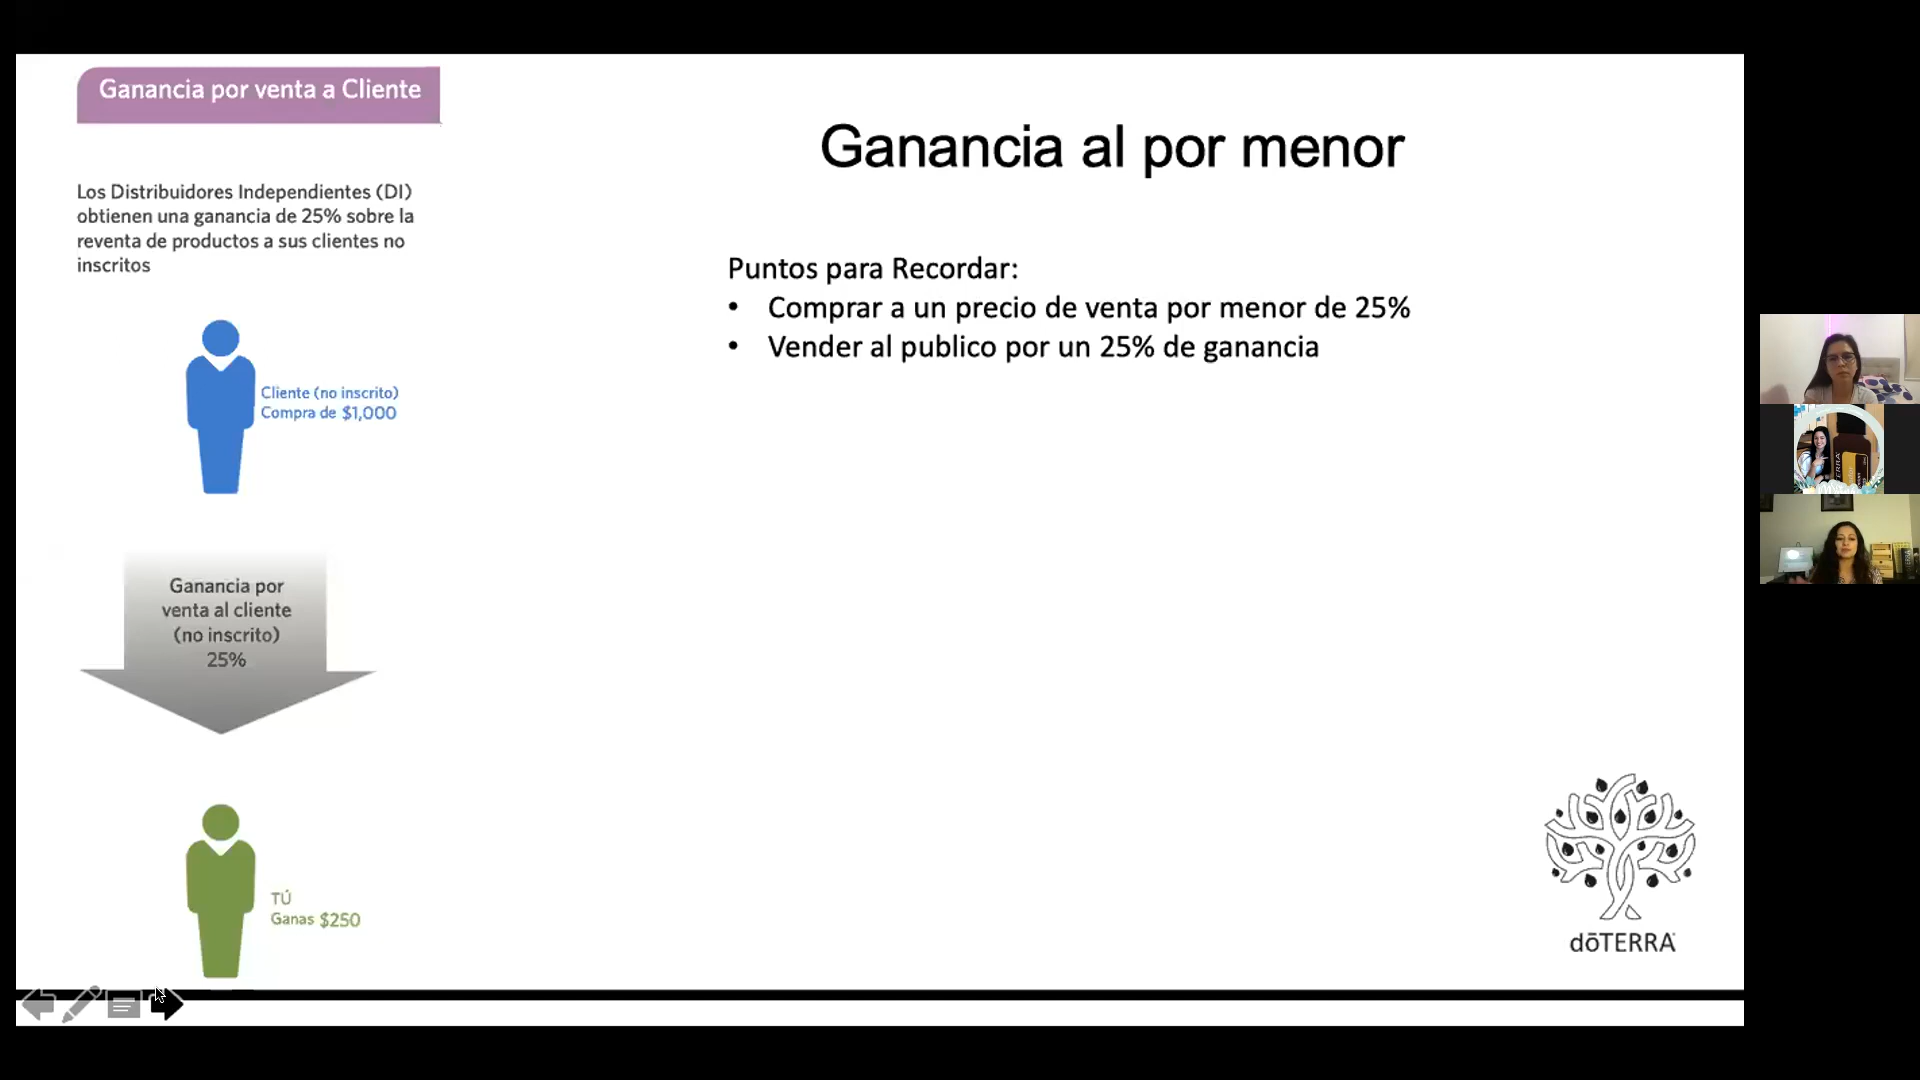 Ganancia por venta a Cliente
Los Distribuidores Independientes (DI)
obtienen una ganancia de 25% sobre la
reventa de productos a sus clientes no
inscritos
Cliente (no inscrito)
Compra de $1,000
Ganancia por
venta al cliente
(no inscrito)
25%
TÚ
Ganas $250
Ganancia al por menor
Puntos para Recordar:
• Comprar a un precio de venta por menor de 25%
• Vender al publico por un 25% de ganancia
dōTERRA